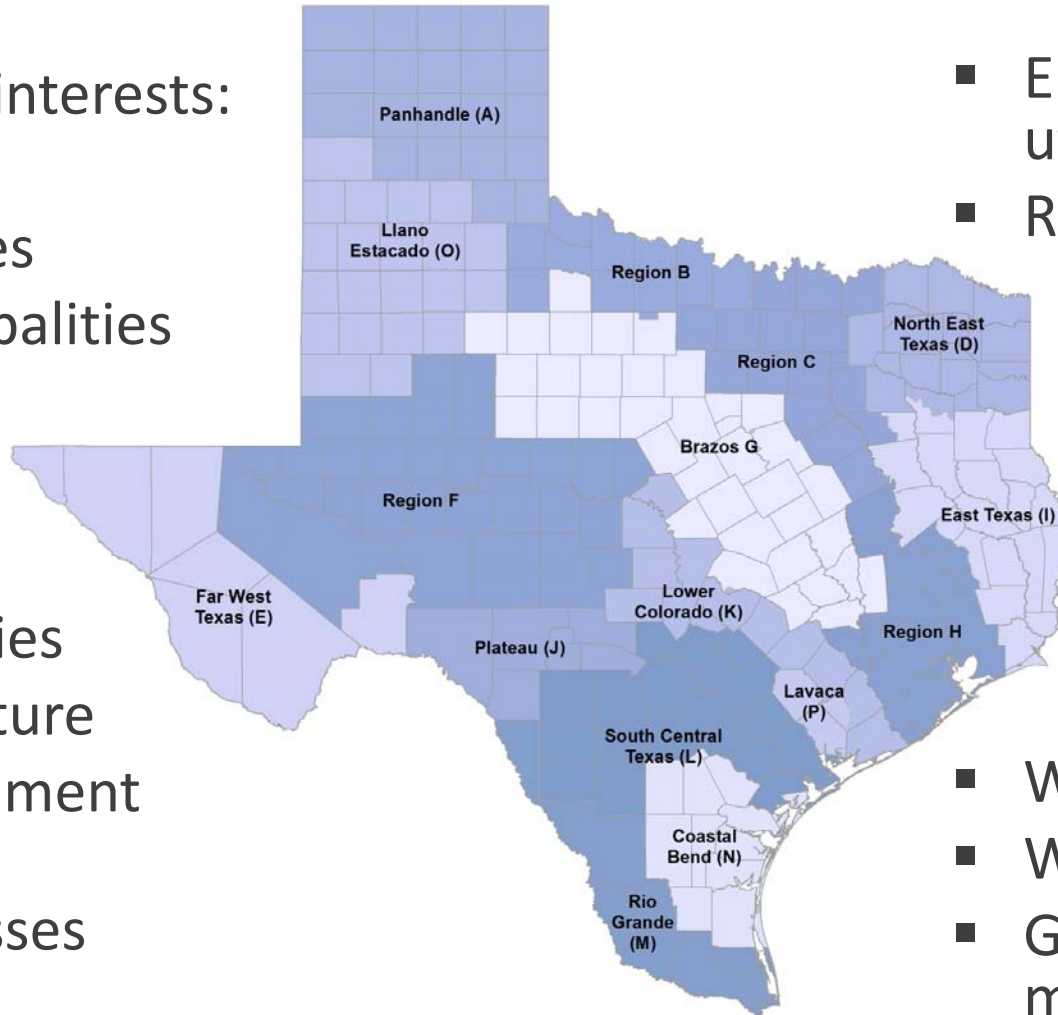 interests:
es
palities
ies
ture
ment
sses
Panhandle (A)
Llano
Estacado (O)
Region B
North East
Texas (D)
Region C
Brazos G
Region F
East Texas (I)
Far West
Texas (E)
Lower
Colorado (K)
Region H
Plateau (J)
Lavaca
(P)
South Central
Texas (L)
Coastal
Bend (N)
Rio
Grande
(M)
▪ E
u
▪ R
▪ W
▪ W
▪ G
m